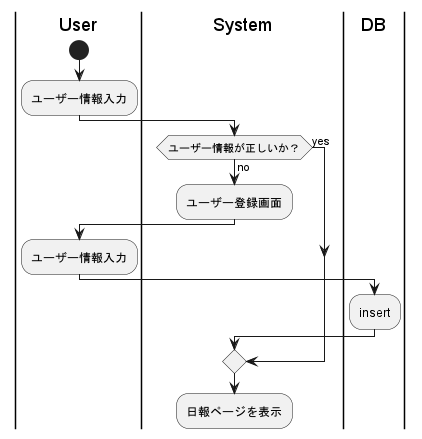 User
System
DB
ユーザー情報入力
ユーザー情報が正しいか？
yes
no
ユーザー登録画面
ユーザー情報入力
insert
日報ページを表示